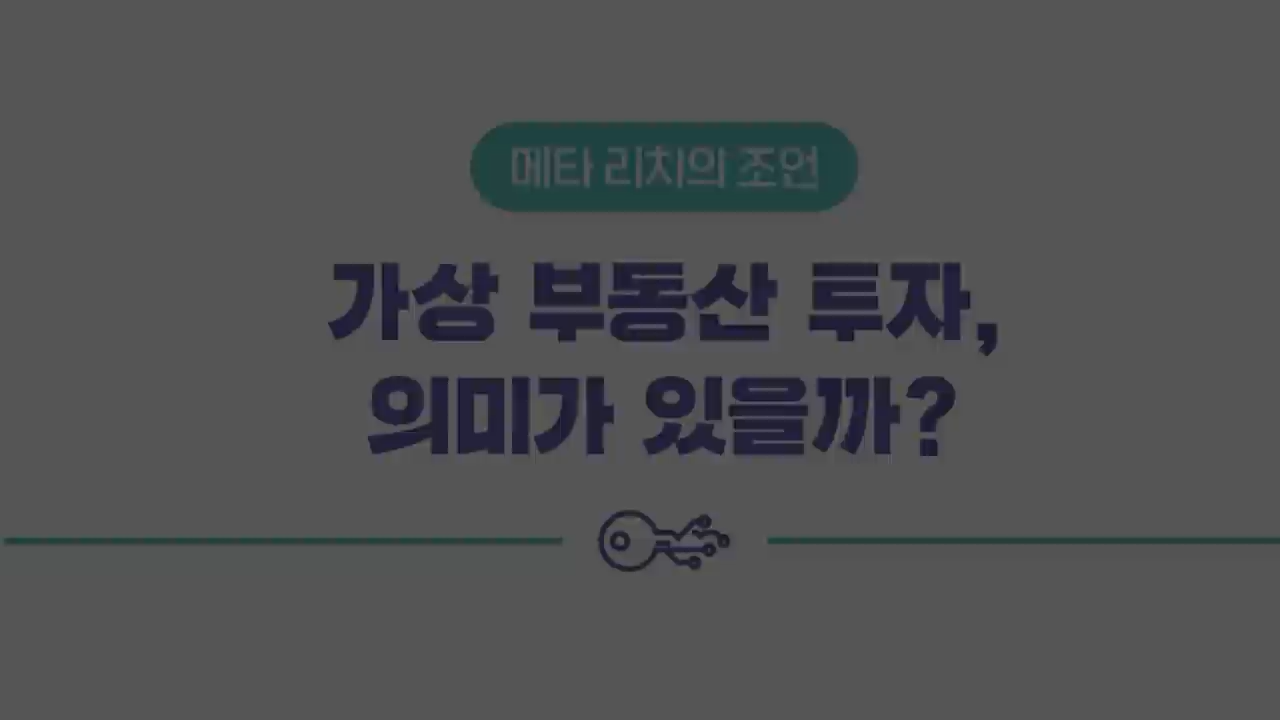 메타 리치의 조언
가상 부동산 투자,
의미가 있을까?